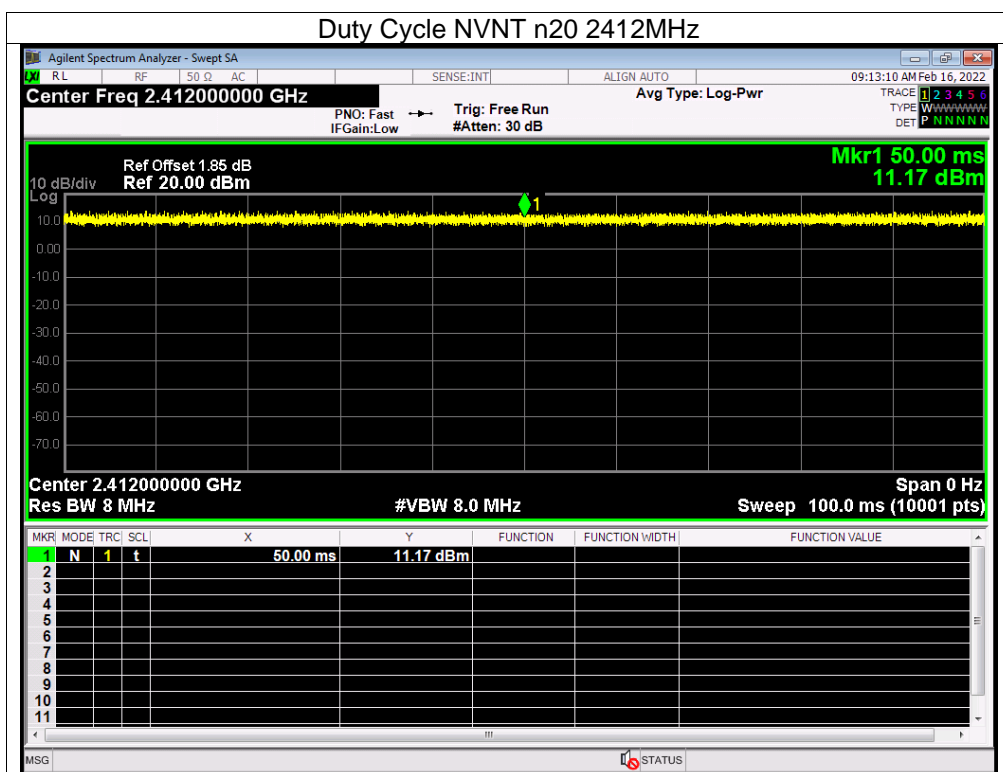 Duty Cycle NVNT n20 2412MHz
Agilent Spectrum Analyzer - Swept SA
LXI RL RF 50 Ω AC SENSE:INT ALIGN AUTO 09:13:10 AM Feb 16, 2022
Center Freq 2.412000000 GHz
PNO: Fast
IFGain:Low
Trig: Free Run
#Atten: 30 dB
Avg Type: Log-Pwr
TRACE 1 2 3 4 5 6
TYPE WWWWWW
DET P N N N N N
Mkr1 50.00 ms
11.17 dBm
Ref Offset 1.85 dB
10 dB/div Ref 20.00 dBm
Log
1
10.0
0.00
-10.0
-20.0
-30.0
-40.0
-50.0
-60.0
-70.0
Center 2.412000000 GHz Span 0 Hz
Res BW 8 MHz #VBW 8.0 MHz Sweep 100.0 ms (10001 pts)
MKR MODE TRC SCL X Y FUNCTION FUNCTION WIDTH FUNCTION VALUE
1 N 1 t 50.00 ms 11.17 dBm
2
3
4
5
6
7
8
9
10
11
MSG STATUS